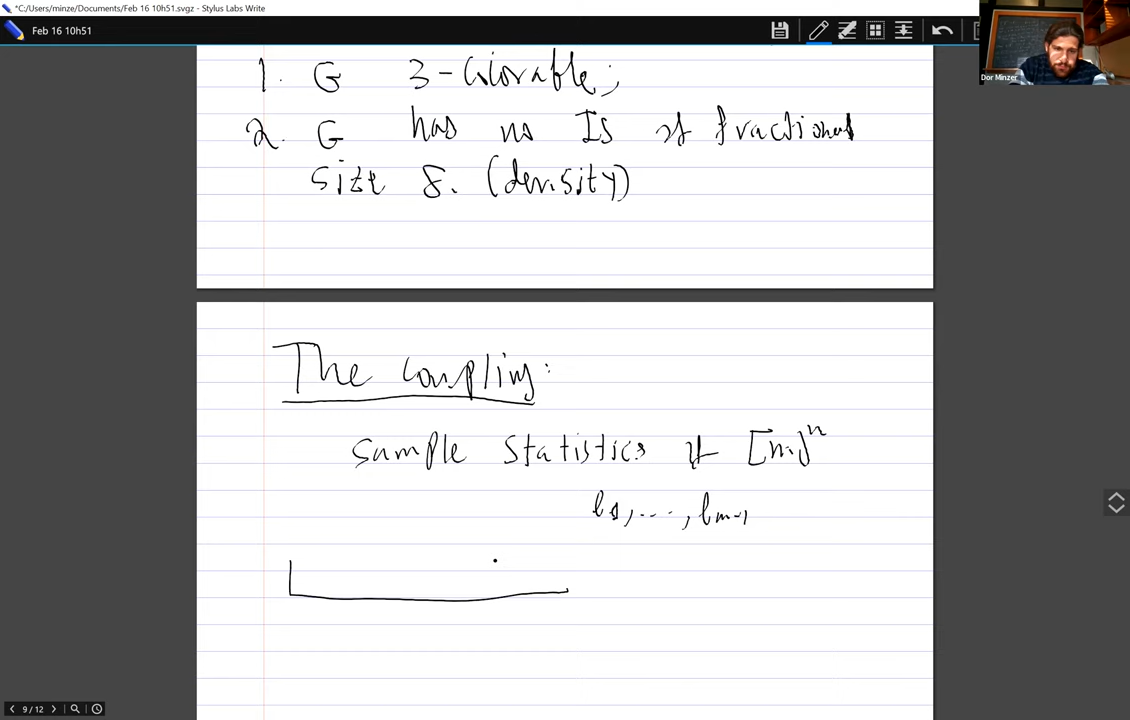 *C:/Users/minze/Documents/Feb 16 10h51.svgz - Stylus Labs Write
Feb 16 10h51
Dor Minzer
1. G 3-Colorable;
2. G has no Is of fractional
size δ. (density)
The coupling:
Sample Statistics of [m]^n
l_0,...,l_{m-1}
9 / 12